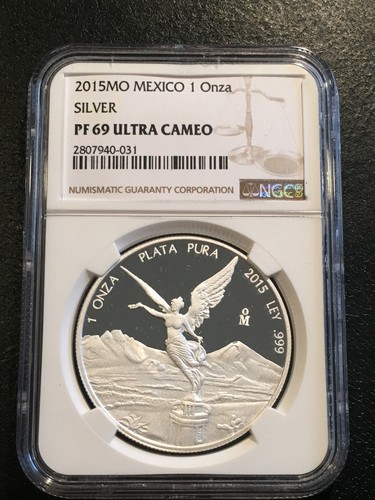 2015MO MEXICO 1 Onza
SILVER
PF 69 ULTRA CAMEO
2807940-031
NUMISMATIC GUARANTY CORPORATION
NGC
1 ONZA PLATA PURA 2015 LEY .999
oM